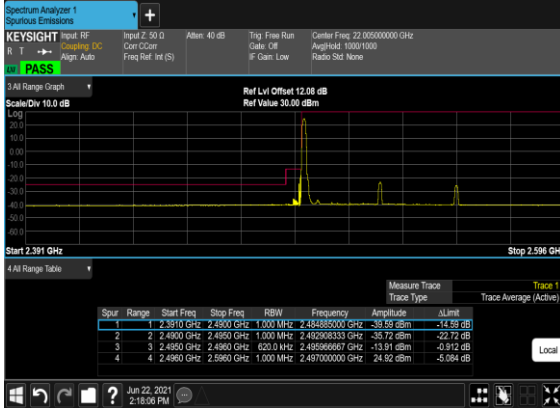 Spectrum Analyzer 1
Spurious Emissions
+
KEYSIGHT Input: RF Input Z: 50 Ω Atten: 40 dB Trig: Free Run Center Freq: 22.005000000 GHz
R T Coupling: DC Corr CCorr Gate: Off Avg|Hold: 1000/1000
Align: Auto Freq Ref: Int (S) IF Gain: Low Radio Std: None
PASS
3 All Range Graph
Ref Lvl Offset 12.08 dB
Scale/Div 10.0 dB Ref Value 30.00 dBm
Log
20.0
10.0
0.00
-10.0
-20.0
-30.0
-40.0
-50.0
-60.0
Start 2.391 GHz Stop 2.596 GH
4 All Range Table
Measure Trace Trace 1
Trace Type Trace Average (Active)
Spur Range Start Freq Stop Freq RBW Frequency Amplitude ΔLimit
1 1 2.3910 GHz 2.4900 GHz 1.000 MHz 2.484885000 GHz -39.59 dBm -14.59 dB
2 2 2.4900 GHz 2.4950 GHz 1.000 MHz 2.492908333 GHz -35.72 dBm -22.72 dB
3 3 2.4950 GHz 2.4960 GHz 620.0 kHz 2.495966667 GHz -13.91 dBm -0.912 dB
4 4 2.4960 GHz 2.5960 GHz 1.000 MHz 2.497000000 GHz 24.92 dBm -5.084 dB
Local
?
Jun 22, 2021
2:18:06 PM